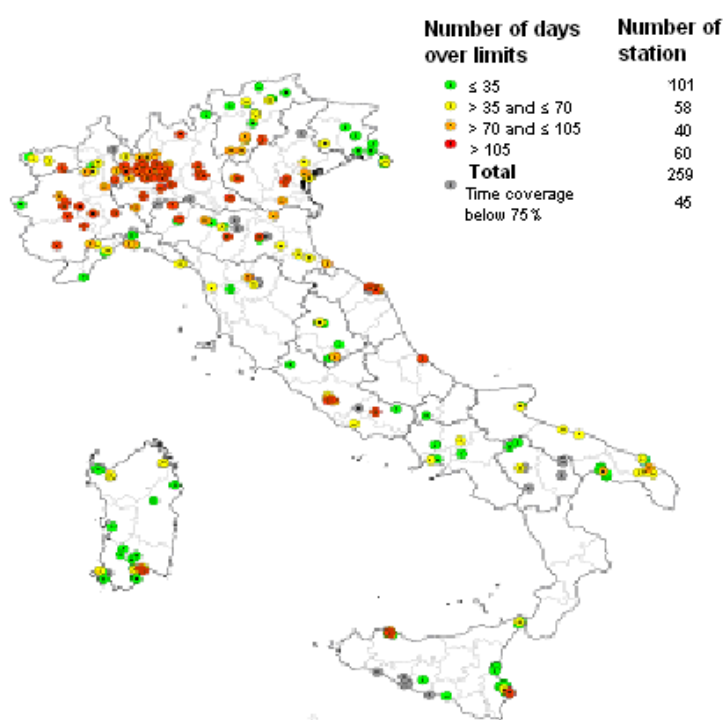 Number of days over limits
Number of station
≤ 35 101
> 35 and ≤ 70 58
> 70 and ≤ 105 40
> 105 60
Total 259
Time coverage below 75 % 45